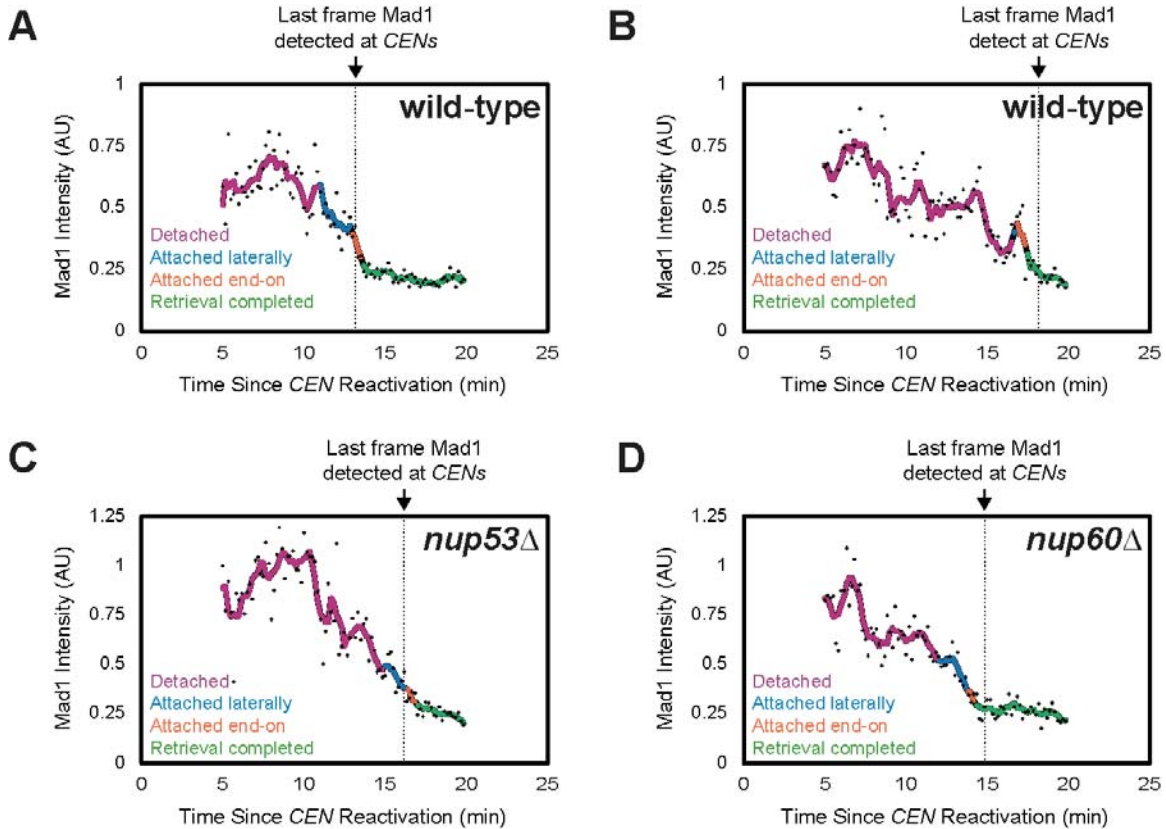 A
Last frame Mad1
detected at CENs
wild-type
Mad1 Intensity (AU)
1
0.75
0.5
0.25
0
Detached
Attached laterally
Attached end-on
Retrieval completed
0 5 10 15 20 25
Time Since CEN Reactivation (min)
B
Last frame Mad1
detect at CENs
wild-type
Mad1 Intensity (AU)
1
0.75
0.5
0.25
0
Detached
Attached laterally
Attached end-on
Retrieval completed
0 5 10 15 20 25
Time Since CEN Reactivation (min)
C
Last frame Mad1
detected at CENs
nup53Δ
Mad1 Intensity (AU)
1.25
1
0.75
0.5
0.25
0
Detached
Attached laterally
Attached end-on
Retrieval completed
0 5 10 15 20 25
Time Since CEN Reactivation (min)
D
Last frame Mad1
detected at CENs
nup60Δ
Mad1 Intensity (AU)
1.25
1
0.75
0.5
0.25
0
Detached
Attached laterally
Attached end-on
Retrieval completed
0 5 10 15 20 25
Time Since CEN Reactivation (min)